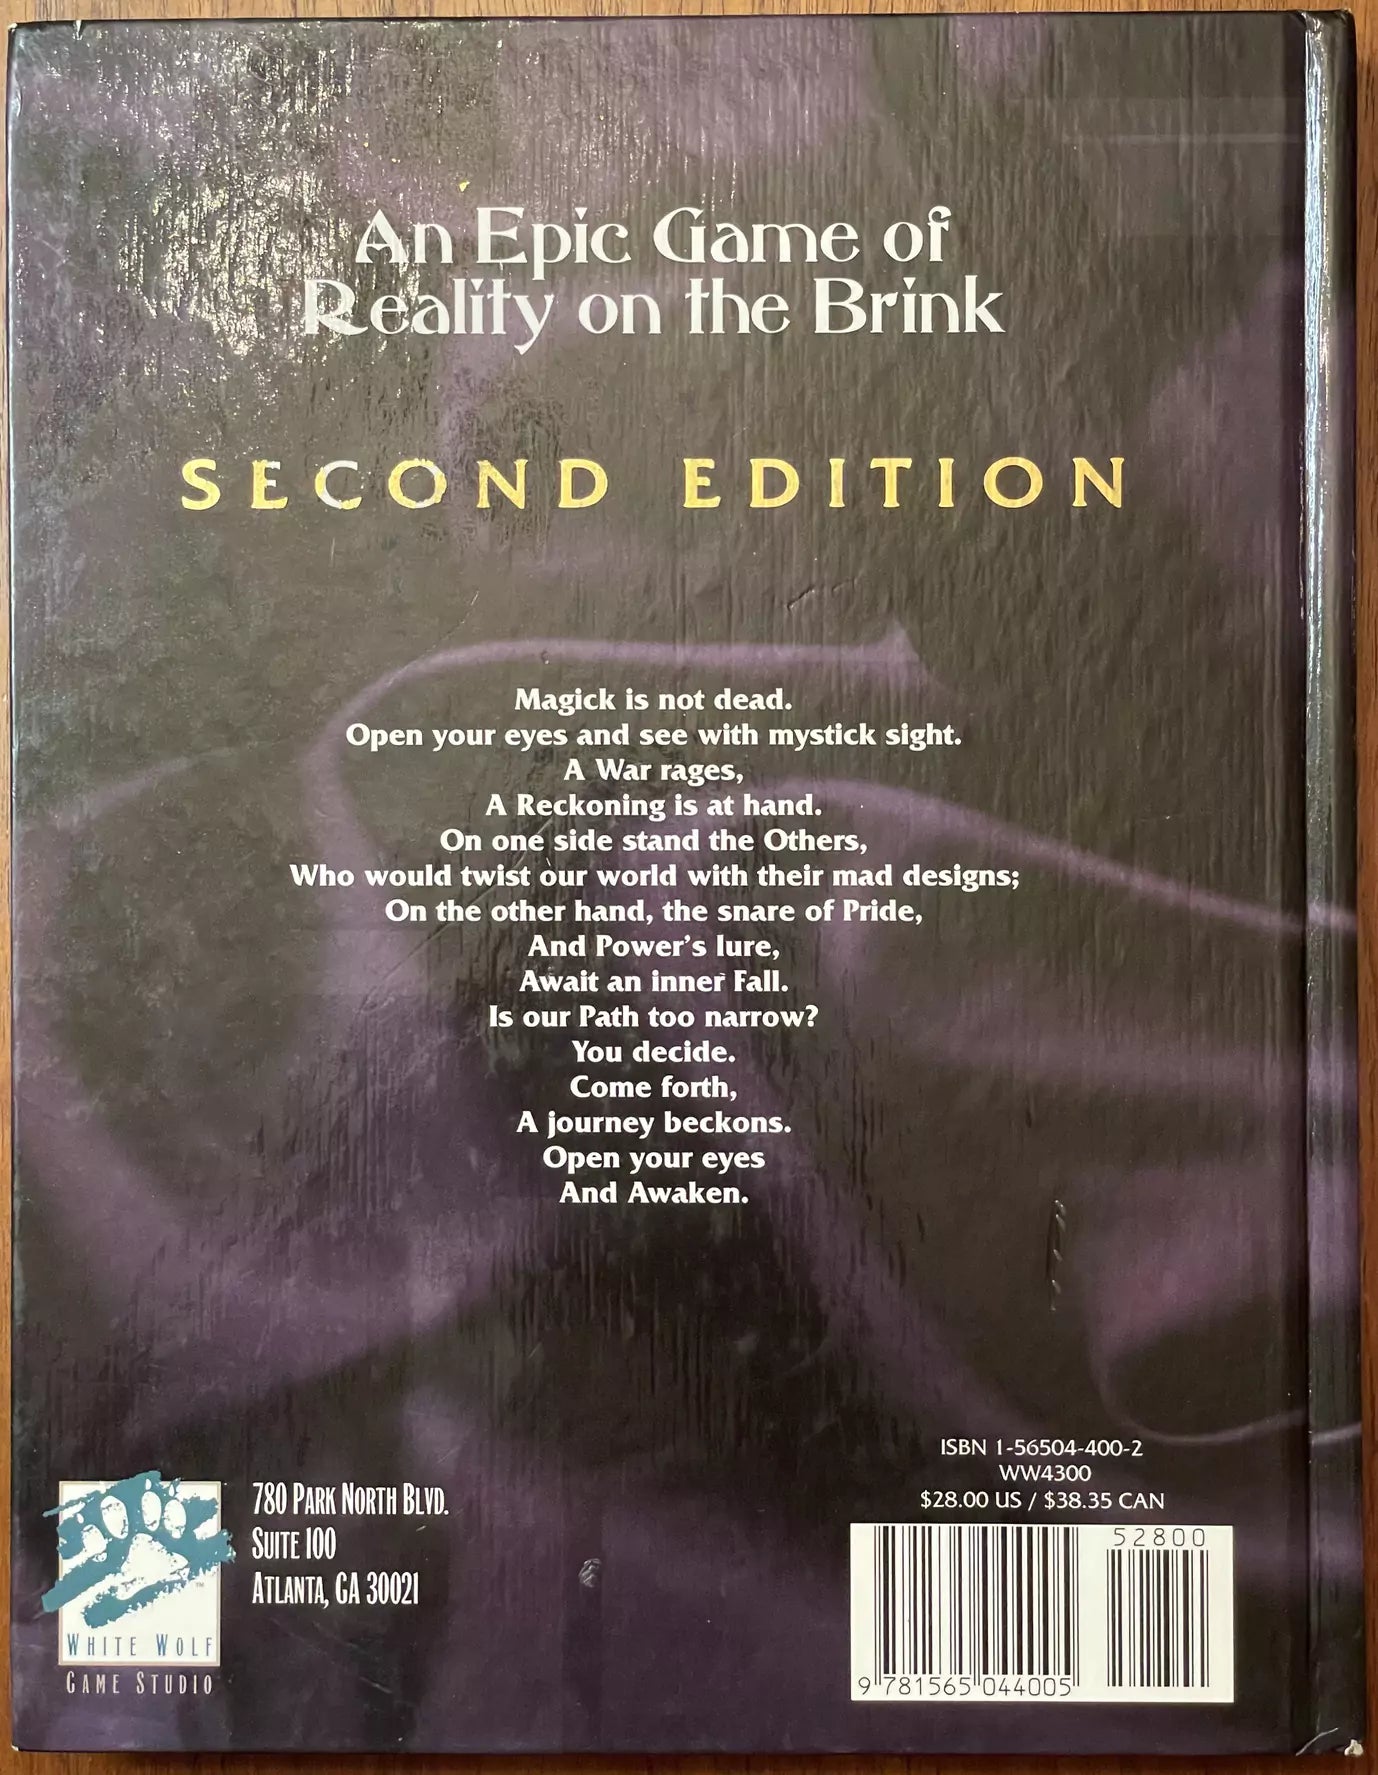 An Epic Game of
Reality on the Brink
SECOND EDITION
Magick is not dead.
Open your eyes and see with mystick sight.
A War rages,
A Reckoning is at hand.
On one side stand the Others,
Who would twist our world with their mad designs;
On the other hand, the snare of Pride,
And Power's lure,
Await an inner Fall.
Is our Path too narrow?
You decide.
Come forth,
A journey beckons.
Open your eyes
And Awaken.
ISBN 1-56504-400-2
WW4300
$28.00 US / $38.35 CAN
52800
9 781565 044005
780 PARK NORTH BLVD.
SUITE 100
ATLANTA, GA 30021
TM
WHITE WOLF
GAME STUDIO